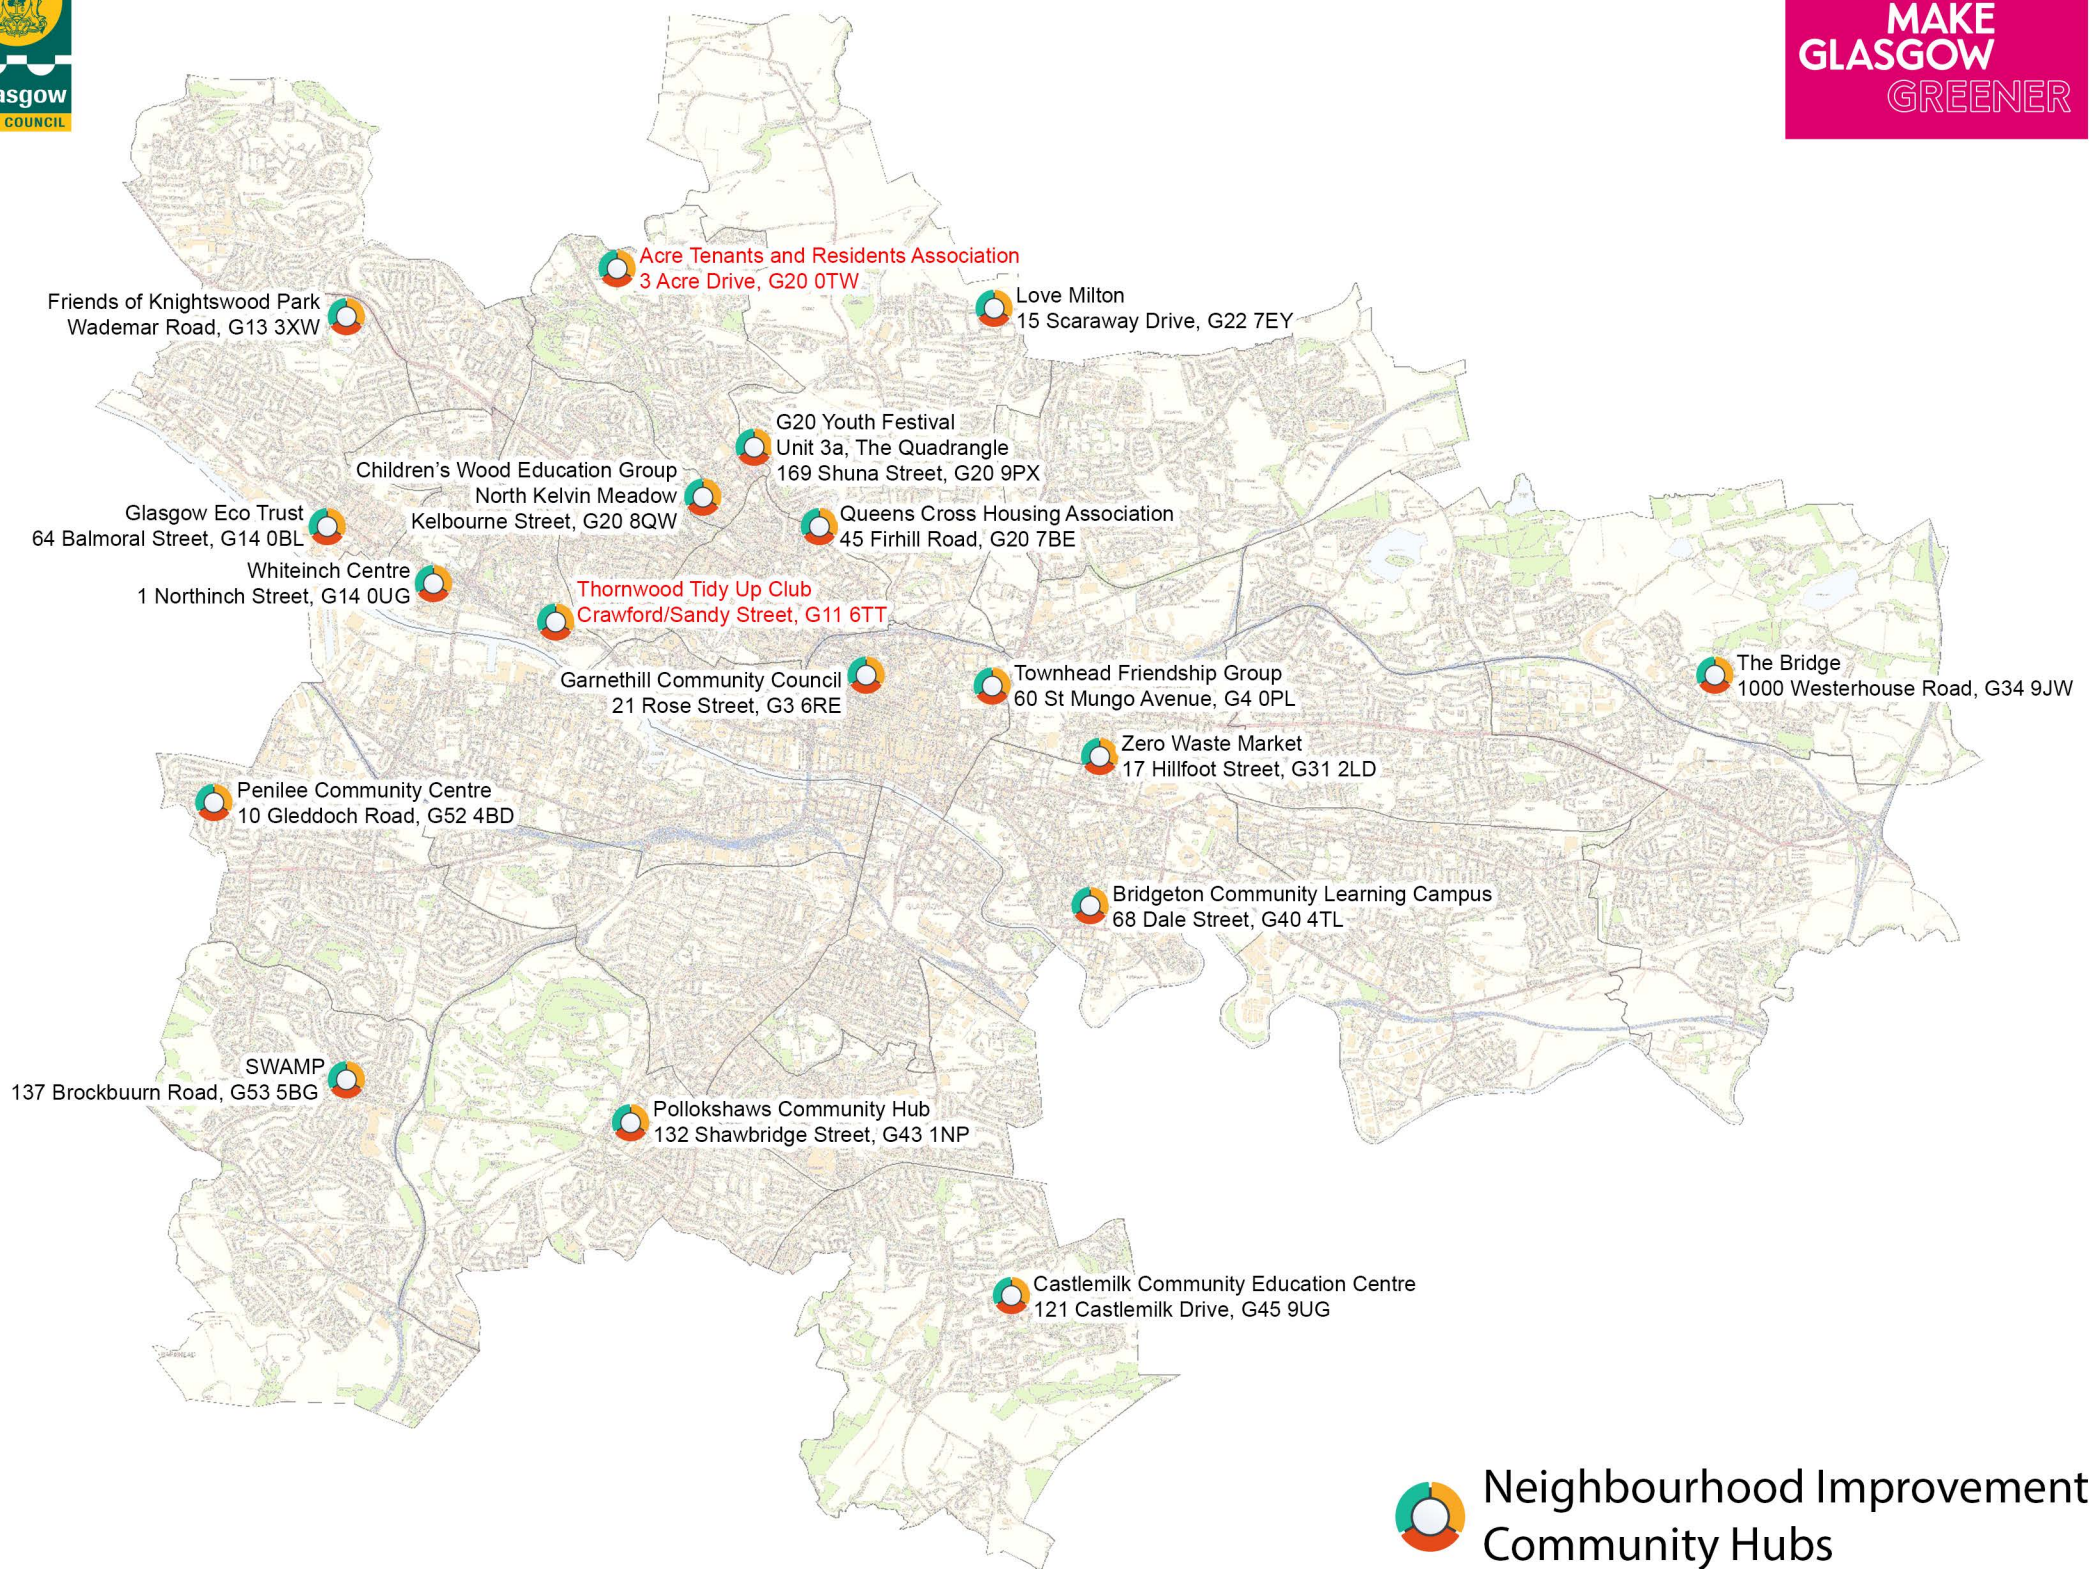 asgow
COUNCIL
MAKE
GLASGOW
GREENER
Acre Tenants and Residents Association
3 Acre Drive, G20 0TW
Friends of Knightswood Park
Wademar Road, G13 3XW
Love Milton
15 Scaraway Drive, G22 7EY
G20 Youth Festival
Unit 3a, The Quadrangle
169 Shuna Street, G20 9PX
Children’s Wood Education Group
North Kelvin Meadow
Kelbourne Street, G20 8QW
Glasgow Eco Trust
64 Balmoral Street, G14 0BL
Queens Cross Housing Association
45 Firhill Road, G20 7BE
Whiteinch Centre
1 Northinch Street, G14 0UG
Thornwood Tidy Up Club
Crawford/Sandy Street, G11 6TT
Garnethill Community Council
21 Rose Street, G3 6RE
Townhead Friendship Group
60 St Mungo Avenue, G4 0PL
The Bridge
1000 Westerhouse Road, G34 9JW
Zero Waste Market
17 Hillfoot Street, G31 2LD
Penilee Community Centre
10 Gleddoch Road, G52 4BD
Bridgeton Community Learning Campus
68 Dale Street, G40 4TL
SWAMP
137 Brockbuurn Road, G53 5BG
Pollokshaws Community Hub
132 Shawbridge Street, G43 1NP
Castlemilk Community Education Centre
121 Castlemilk Drive, G45 9UG
Neighbourhood Improvement
Community Hubs